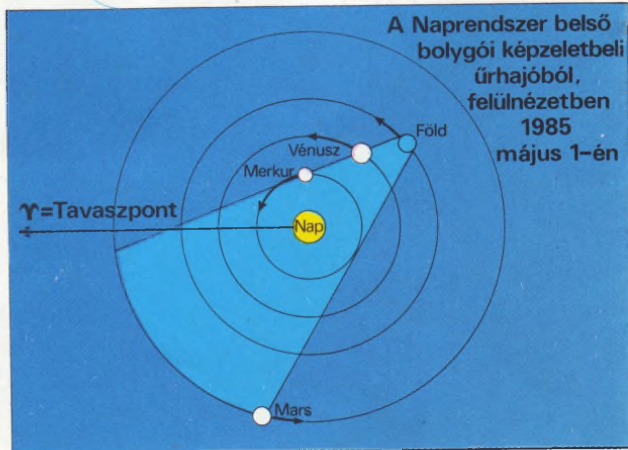 A Naprendszer belső
bolygói képzeletbeli
űrhajóból,
felülnézetben
1985
május 1-én
Föld
Vénusz
Merkur
♈=Tavaszpont
Nap
Mars